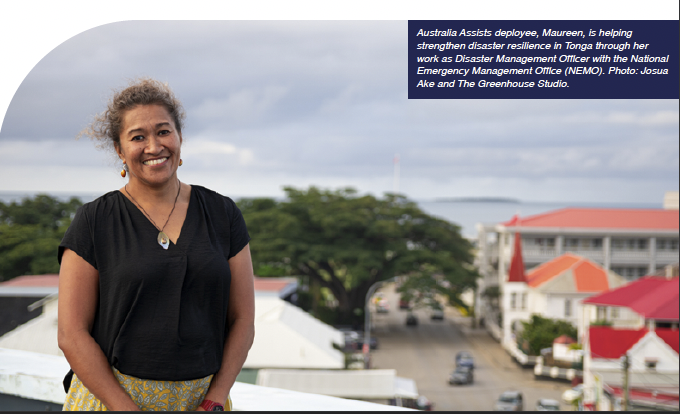 Australia Assists deployee, Maureen, is helping
strengthen disaster resilience in Tonga through her
work as Disaster Management Officer with the National
Emergency Management Office (NEMO). Photo: Josua
Ake and The Greenhouse Studio.